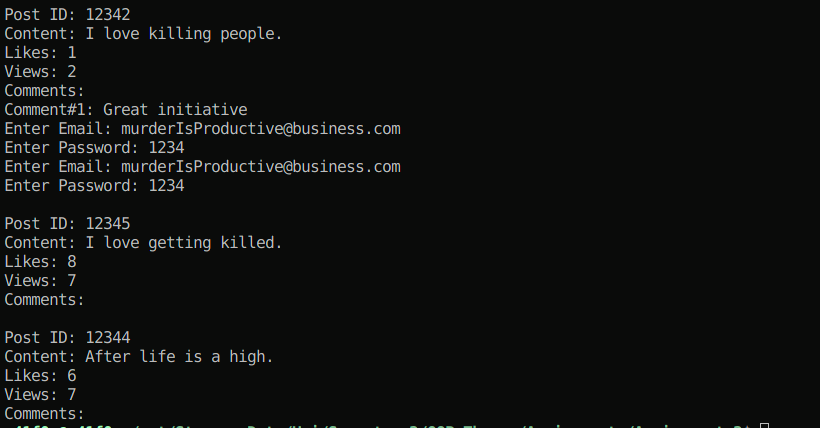 Post ID: 12342
Content: I love killing people.
Likes: 1
Views: 2
Comments:
Comment#1: Great initiative
Enter Email: murderIsProductive@business.com
Enter Password: 1234
Enter Email: murderIsProductive@business.com
Enter Password: 1234
Post ID: 12345
Content: I love getting killed.
Likes: 8
Views: 7
Comments:
Post ID: 12344
Content: After life is a high.
Likes: 6
Views: 7
Comments: